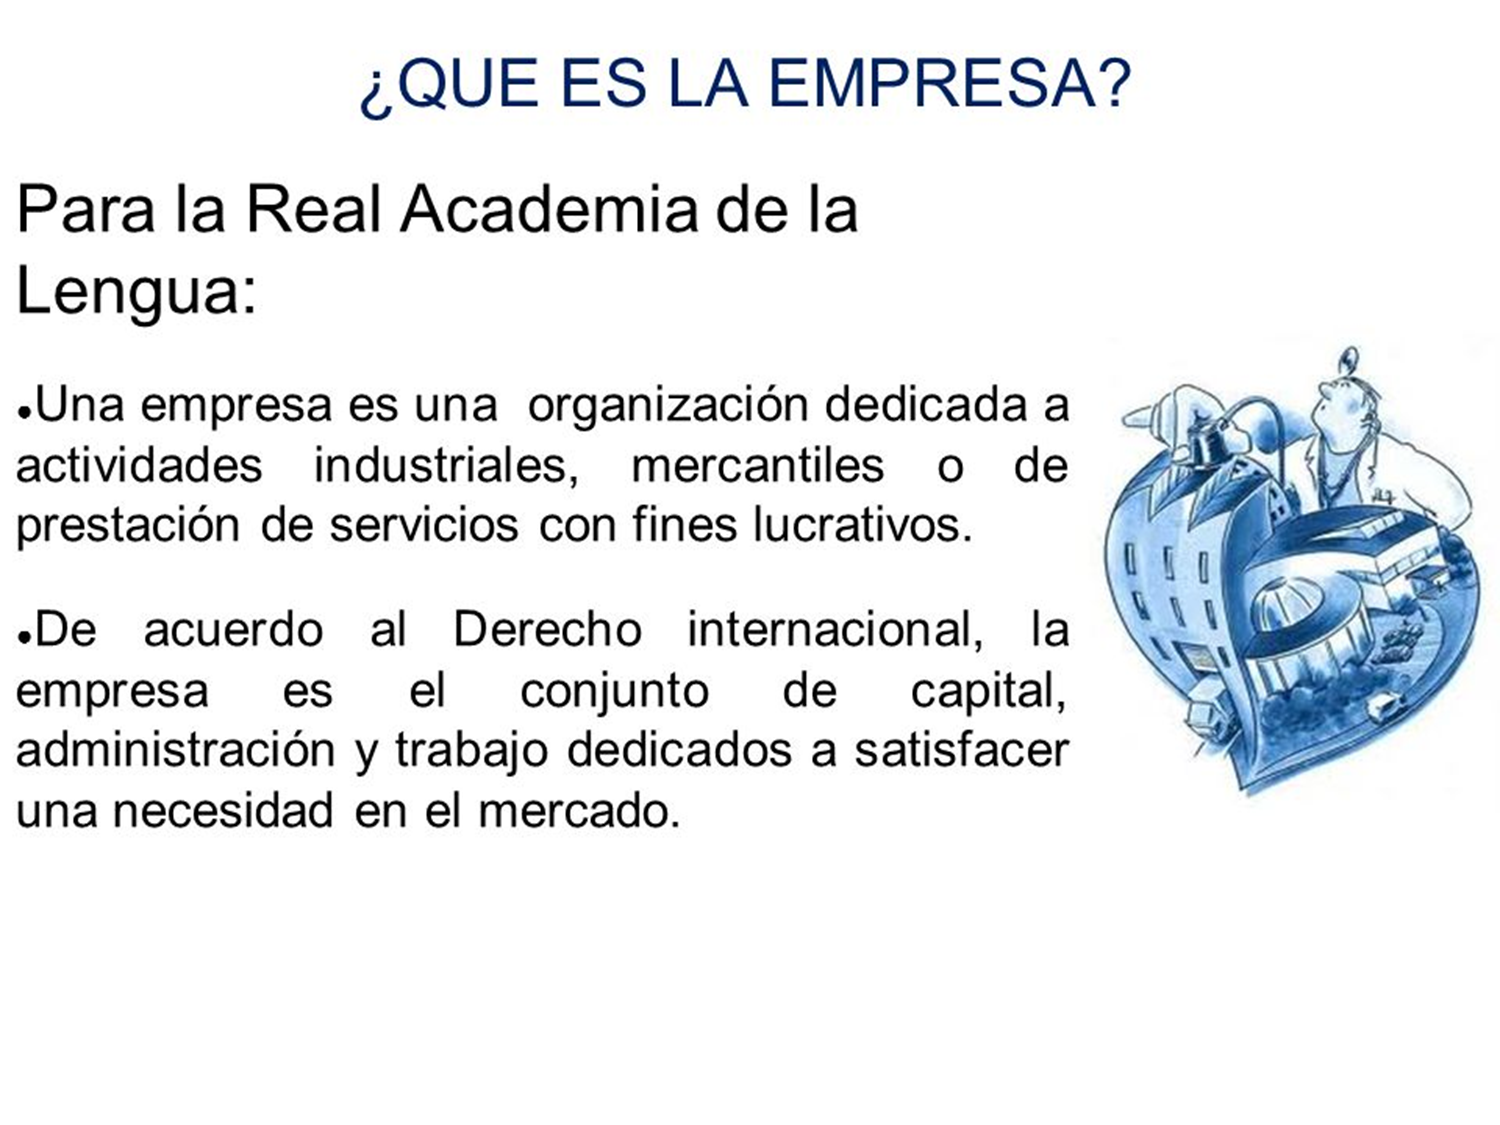 ¿QUE ES LA EMPRESA?
Para la Real Academia de la
Lengua:
●Una empresa es una organización dedicada a
actividades industriales, mercantiles o de
prestación de servicios con fines lucrativos.
●De acuerdo al Derecho internacional, la
empresa es el conjunto de capital,
administración y trabajo dedicados a satisfacer
una necesidad en el mercado.